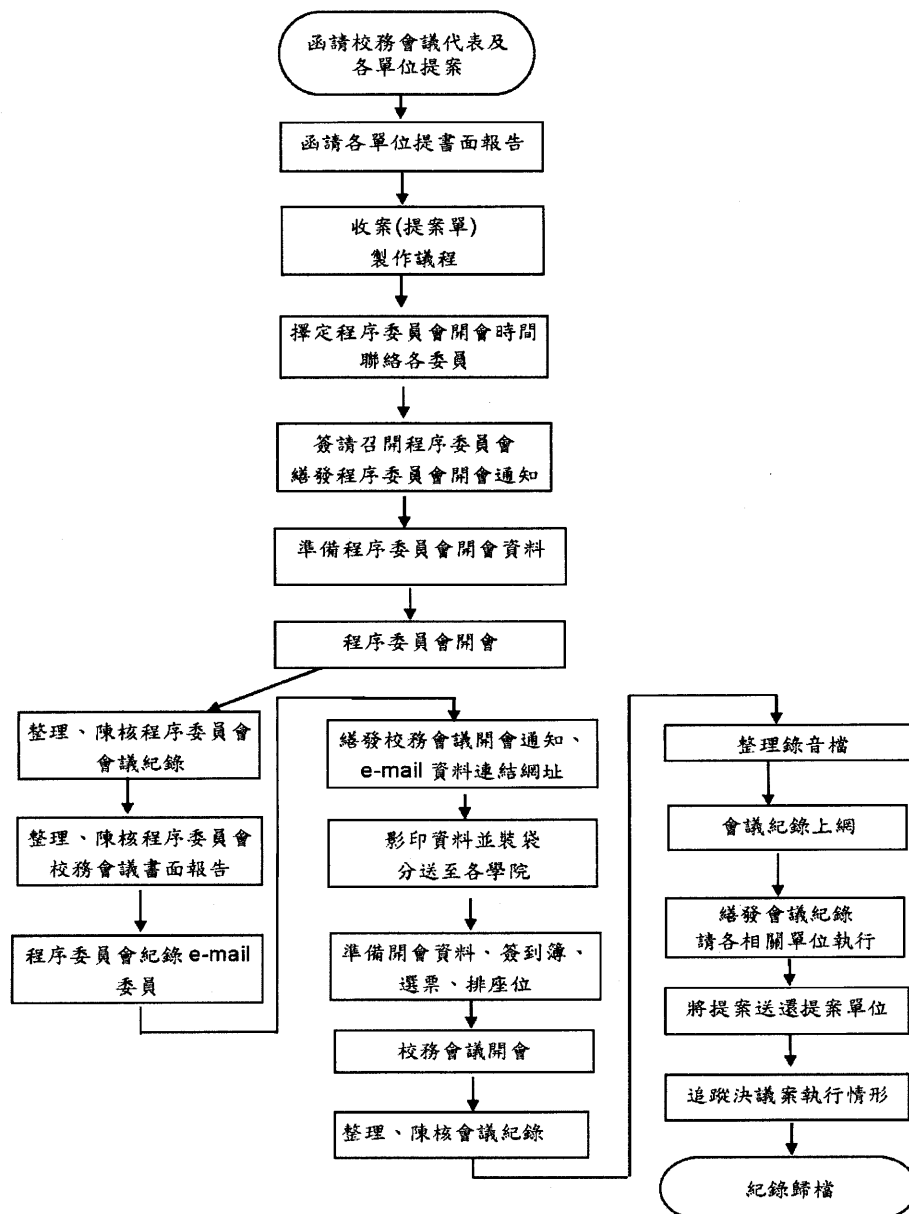 函請校務會議代表及
各單位提案
函請各單位提書面報告
收案(提案單)
製作議程
擇定程序委員會開會時間
聯絡各委員
簽請召開程序委員會
繕發程序委員會開會通知
準備程序委員會開會資料
程序委員會開會
整理、陳核程序委員會
會議紀錄
整理、陳核程序委員會
校務會議書面報告
程序委員會紀錄 e-mail
委員
繕發校務會議開會通知、
e-mail 資料連結網址
影印資料並裝袋
分送至各學院
準備開會資料、簽到簿、
選票、排座位
校務會議開會
整理、陳核會議紀錄
整理錄音檔
會議紀錄上網
繕發會議紀錄
請各相關單位執行
將提案送還提案單位
追蹤決議案執行情形
紀錄歸檔